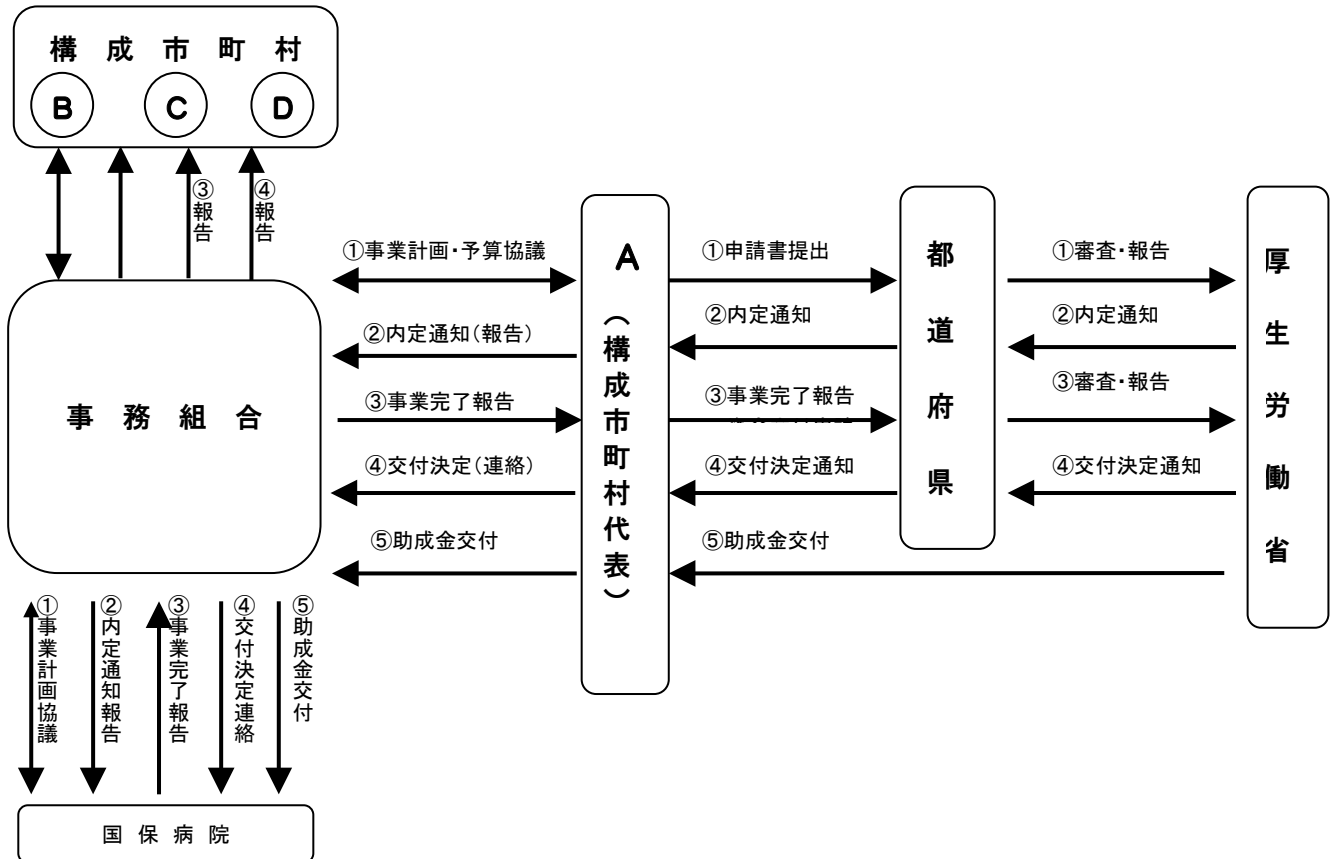 構成市町村
B C D
③報告
④報告
①事業計画・予算協議
②内定通知(報告)
③事業完了報告
④交付決定(連絡)
⑤助成金交付
事務組合
A(構成市町村代表)
①申請書提出
②内定通知
③事業完了報告
④交付決定通知
⑤助成金交付
都道府県
①審査・報告
②内定通知
③審査・報告
④交付決定通知
厚生労働省
①事業計画協議
②内定通知報告
③事業完了報告
④交付決定連絡
⑤助成金交付
国保病院